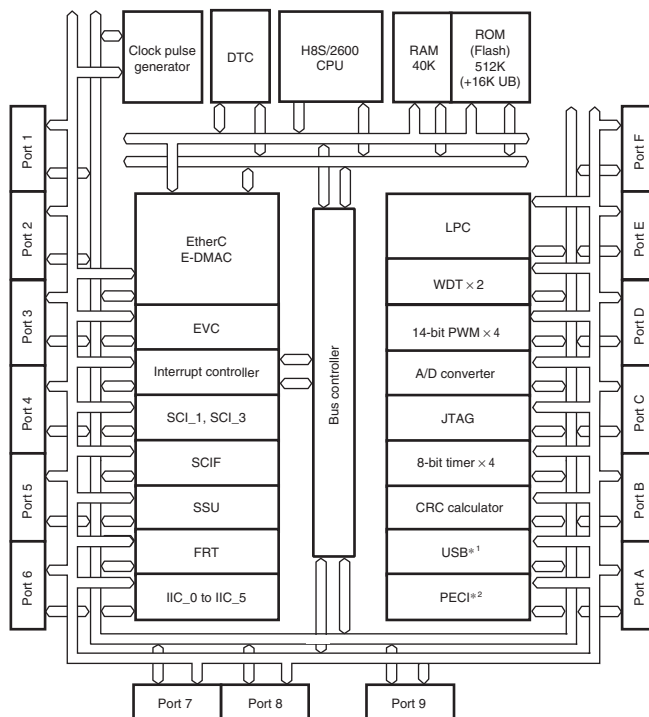 Clock pulse
generator
DTC
H8S/2600
CPU
RAM
40K
ROM
(Flash)
512K
(+16K UB)
Port 1
Port 2
Port 3
Port 4
Port 5
Port 6
EtherC
E-DMAC
EVC
Interrupt controller
SCI_1, SCI_3
SCIF
SSU
FRT
IIC_0 to IIC_5
Bus controller
LPC
WDT × 2
14-bit PWM × 4
A/D converter
JTAG
8-bit timer × 4
CRC calculator
USB*1
PECI*2
Port F
Port E
Port D
Port C
Port B
Port A
Port 7
Port 8
Port 9